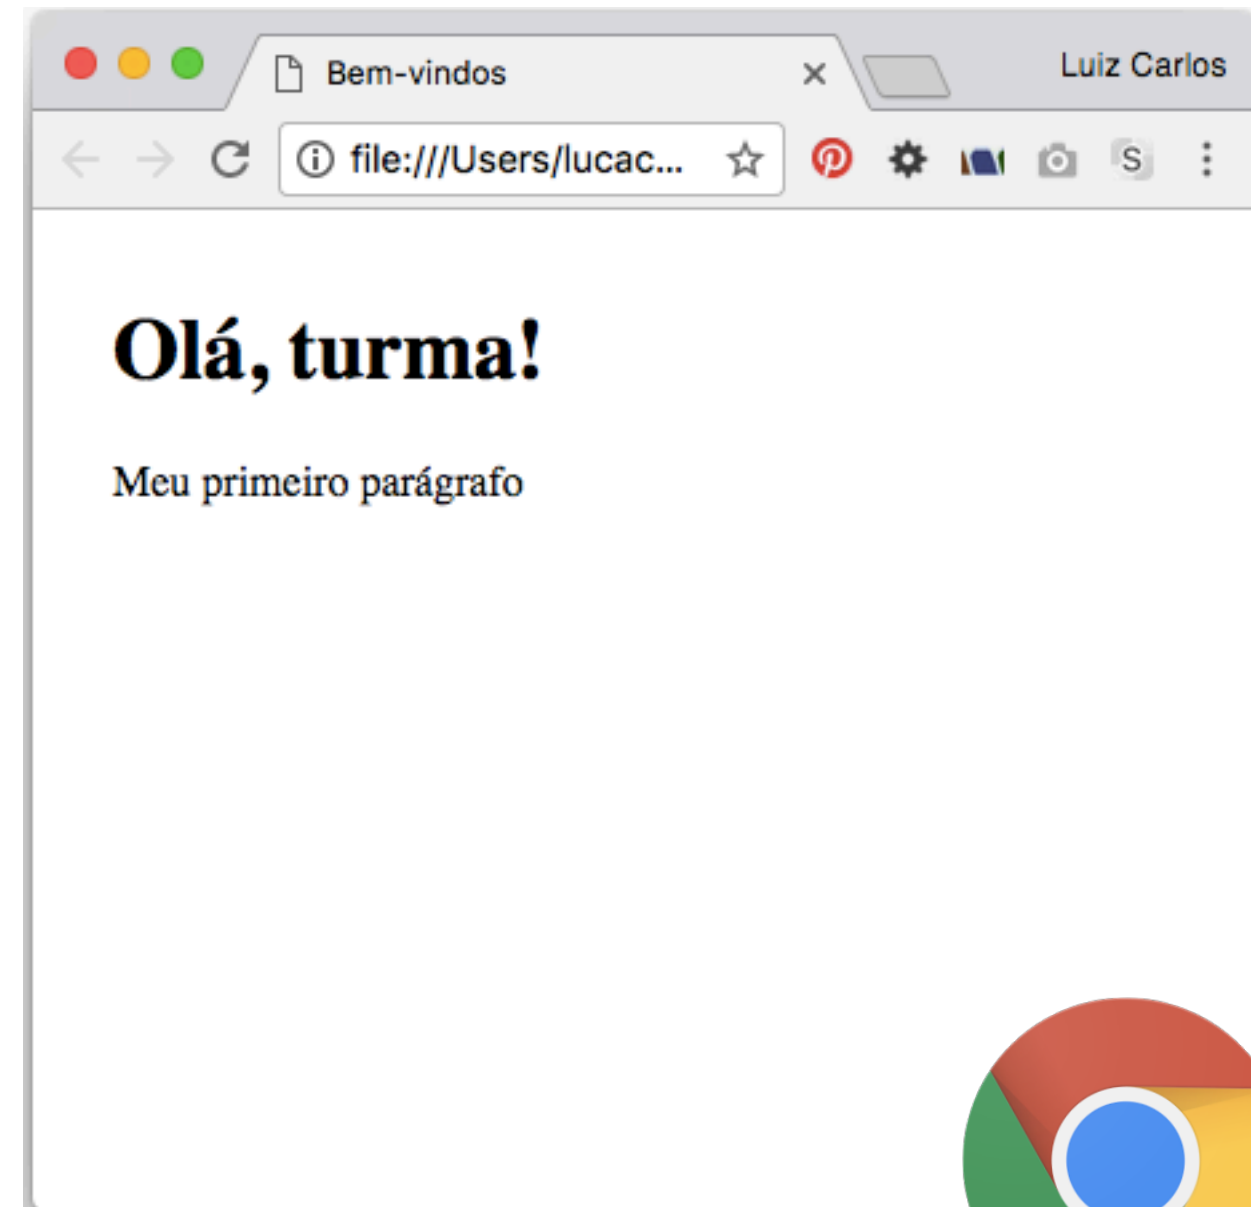 Bem-vindos
Luiz Carlos
file:///Users/lucac...
S
Olá, turma!
Meu primeiro parágrafo